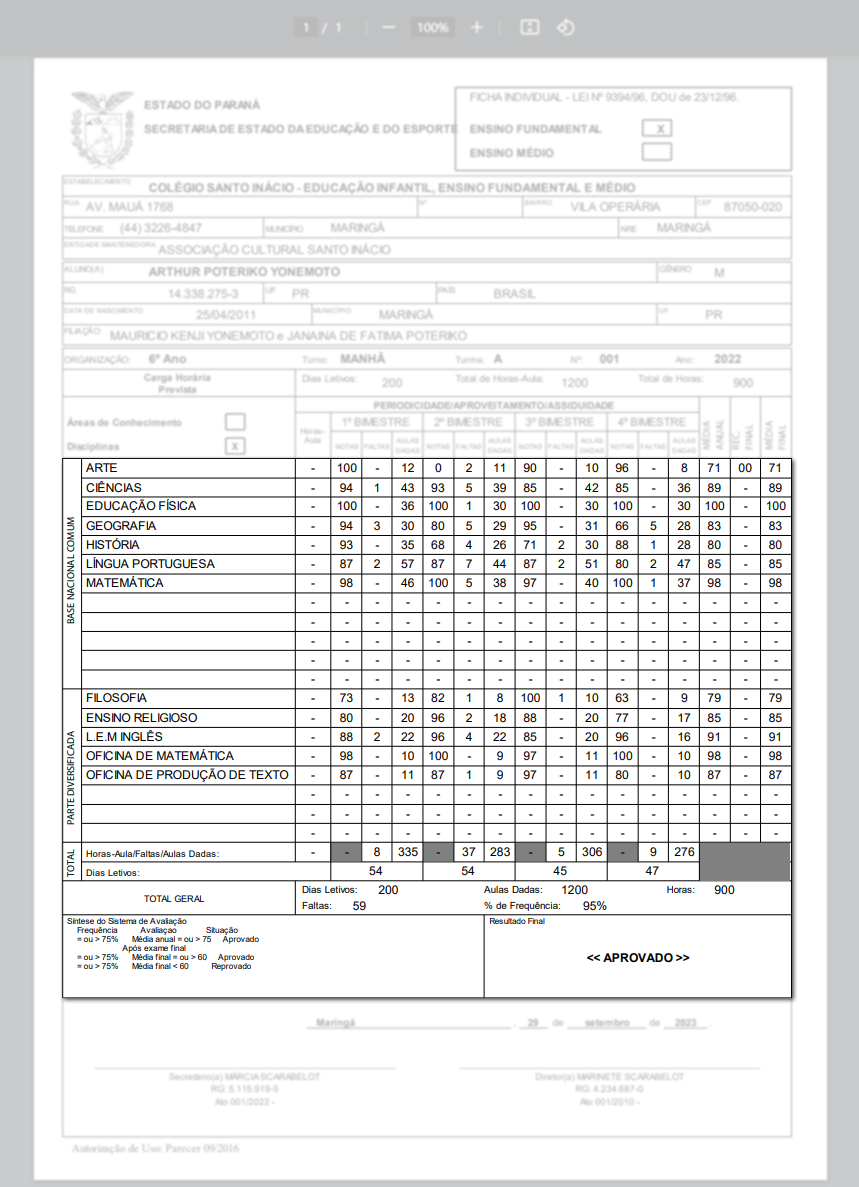 1 / 1 — 100% +
ESTADO DO PARANÁ
SECRETARIA DE ESTADO DA EDUCAÇÃO E DO ESPORTE
FICHA INDIVIDUAL - LEI Nº 9394/96, DOU de 23/12/96.
ENSINO FUNDAMENTAL X
ENSINO MÉDIO
ESTABELECIMENTO COLÉGIO SANTO INÁCIO - EDUCAÇÃO INFANTIL, ENSINO FUNDAMENTAL E MÉDIO
RUA AV. MAUÁ 1768 Nº BAIRRO VILA OPERÁRIA CEP 87050-020
TELEFONE (44) 3226-4847 MUNICÍPIO MARINGÁ NRE MARINGÁ
ENTIDADE MANTENEDORA ASSOCIAÇÃO CULTURAL SANTO INÁCIO
ALUNO(A) ARTHUR POTERIKO YONEMOTO GÊNERO M
RG 14.338.275-3 UF PR PAÍS BRASIL
DATA DE NASCIMENTO 25/04/2011 MUNICÍPIO MARINGÁ UF PR
FILIAÇÃO: MAURICIO KENJI YONEMOTO e JANAINA DE FATIMA POTERIKO
ORGANIZAÇÃO: 6º Ano Turno: MANHÃ Turma: A Nº: 001 Ano: 2022
Carga Horária Dias Letivos: 200 Total de Horas-Aula: 1200 Total de Horas: 900
Prevista
PERIODICIDADE/APROVEITAMENTO/ASSIDUIDADE
Áreas de Conhecimento
Disciplinas X
Horas-Aula
1º BIMESTRE 2º BIMESTRE 3º BIMESTRE 4º BIMESTRE
NOTAS FALTAS AULAS DADAS NOTAS FALTAS AULAS DADAS NOTAS FALTAS AULAS DADAS NOTAS FALTAS AULAS DADAS
MÉDIA ANUAL REC. FINAL MÉDIA FINAL
BASE NACIONAL COMUM
ARTE - 100 - 12 0 2 11 90 - 10 96 - 8 71 00 71
CIÊNCIAS - 94 1 43 93 5 39 85 - 42 85 - 36 89 - 89
EDUCAÇÃO FÍSICA - 100 - 36 100 1 30 100 - 30 100 - 30 100 - 100
GEOGRAFIA - 94 3 30 80 5 29 95 - 31 66 5 28 83 - 83
HISTÓRIA - 93 - 35 68 4 26 71 2 30 88 1 28 80 - 80
LÍNGUA PORTUGUESA - 87 2 57 87 7 44 87 2 51 80 2 47 85 - 85
MATEMÁTICA - 98 - 46 100 5 38 97 - 40 100 1 37 98 - 98
- - - - - - - - - - - - - - - -
- - - - - - - - - - - - - - - -
- - - - - - - - - - - - - - - -
- - - - - - - - - - - - - - - -
- - - - - - - - - - - - - - - -
PARTE DIVERSIFICADA
FILOSOFIA - 73 - 13 82 1 8 100 1 10 63 - 9 79 - 79
ENSINO RELIGIOSO - 80 - 20 96 2 18 88 - 20 77 - 17 85 - 85
L.E.M INGLÊS - 88 2 22 96 4 22 85 - 20 96 - 16 91 - 91
OFICINA DE MATEMÁTICA - 98 - 10 100 - 9 97 - 11 100 - 10 98 - 98
OFICINA DE PRODUÇÃO DE TEXTO - 87 - 11 87 1 9 97 - 11 80 - 10 87 - 87
- - - - - - - - - - - - - - - -
- - - - - - - - - - - - - - - -
- - - - - - - - - - - - - - - -
TOTAL
Horas-Aula/Faltas/Aulas Dadas: - - 8 335 - 37 283 - 5 306 - 9 276
Dias Letivos: 54 54 45 47
TOTAL GERAL
Dias Letivos: 200 Aulas Dadas: 1200 Horas: 900
Faltas: 59 % de Frequência: 95%
Síntese do Sistema de Avaliação
Frequência Avaliaçao Situação
= ou > 75% Média anual = ou > 75 Aprovado
Após exame final
= ou > 75% Média final = ou > 60 Aprovado
= ou > 75% Média final < 60 Reprovado
Resultado Final
<< APROVADO >>
Maringá , 29 de setembro de 2023 .
Secretário(a) MÁRCIA SCARABELOT
RG: 5.115.919-5
Ato 001/2022 -
Diretor(a) MARINETE SCARABELOT
RG: 4.234.687-0
Ato 001/2010 -
Autorização de Uso: Parecer 09/2016